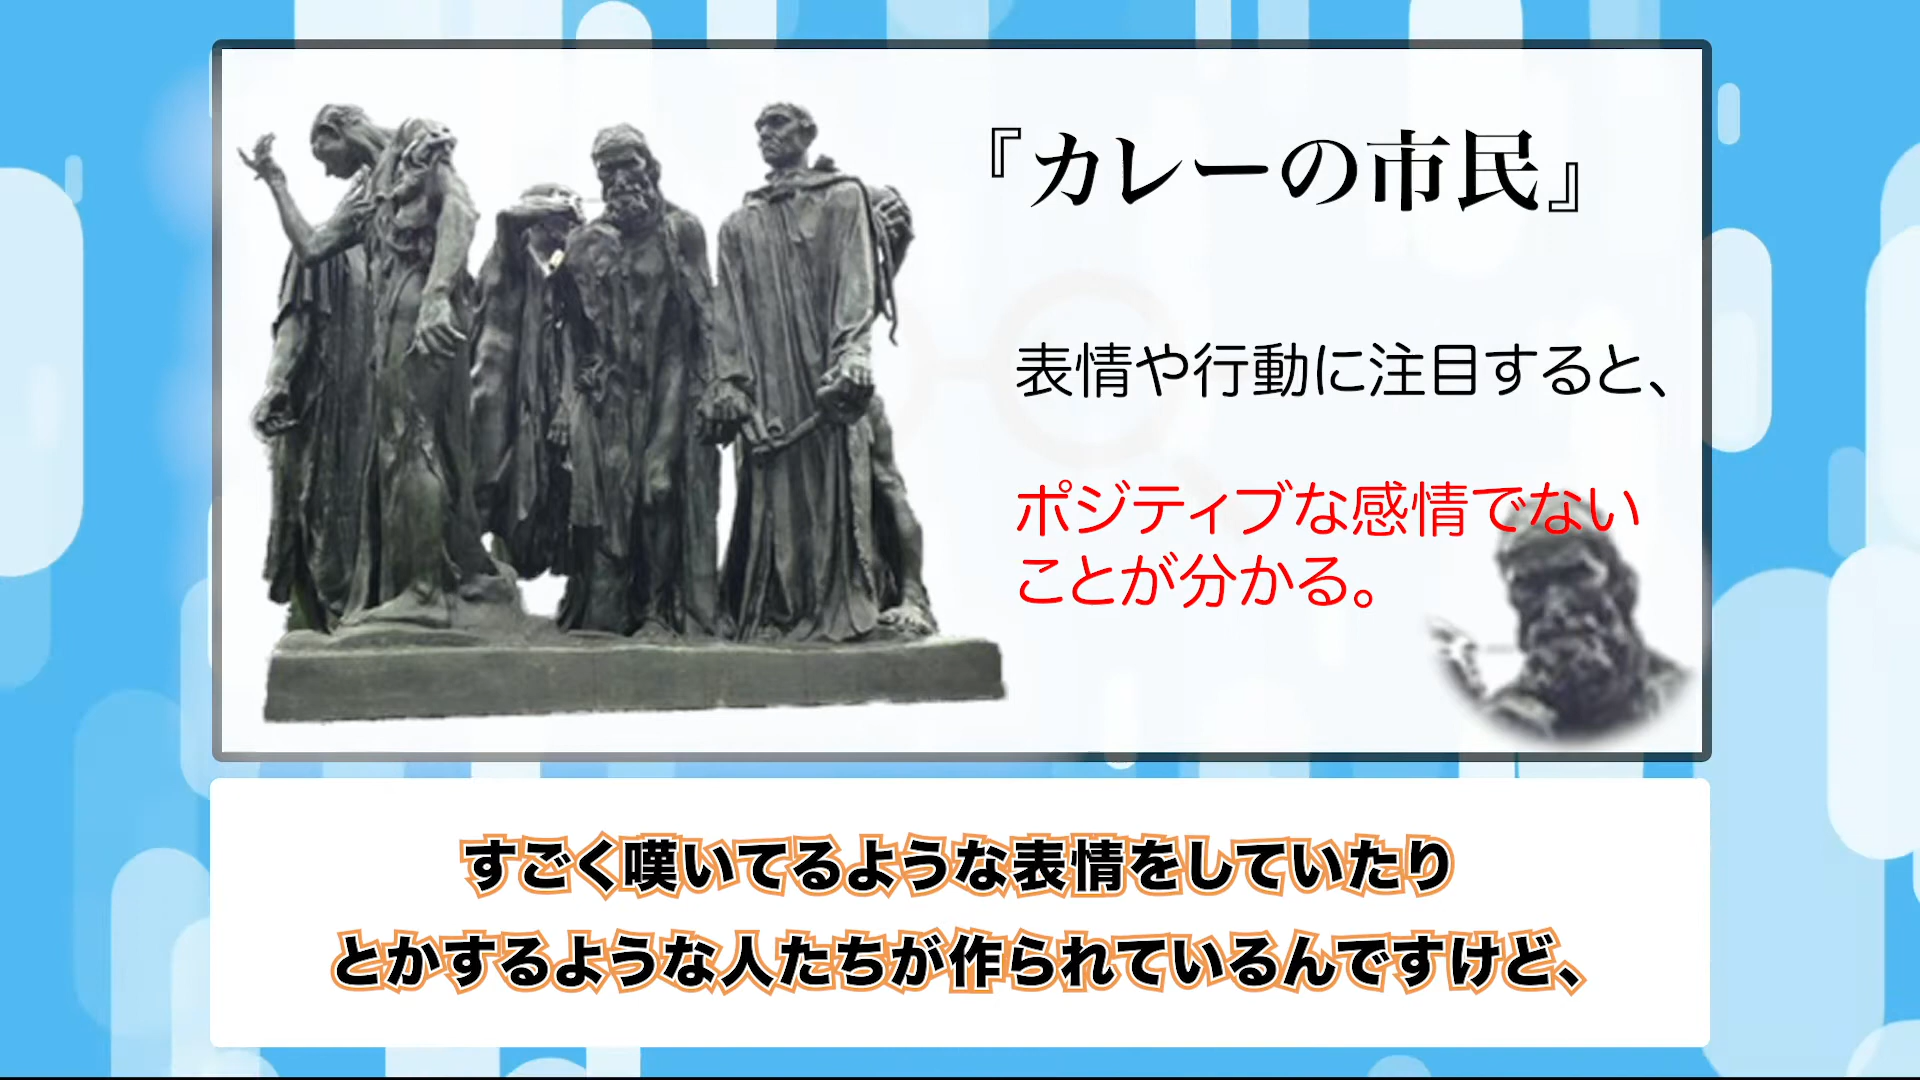 『カレーの市民』
表情や行動に注目すると、
ポジティブな感情でない
ことが分かる。
すごく嘆いてるような表情をしていたり
とかするような人たちが作られているんですけど、